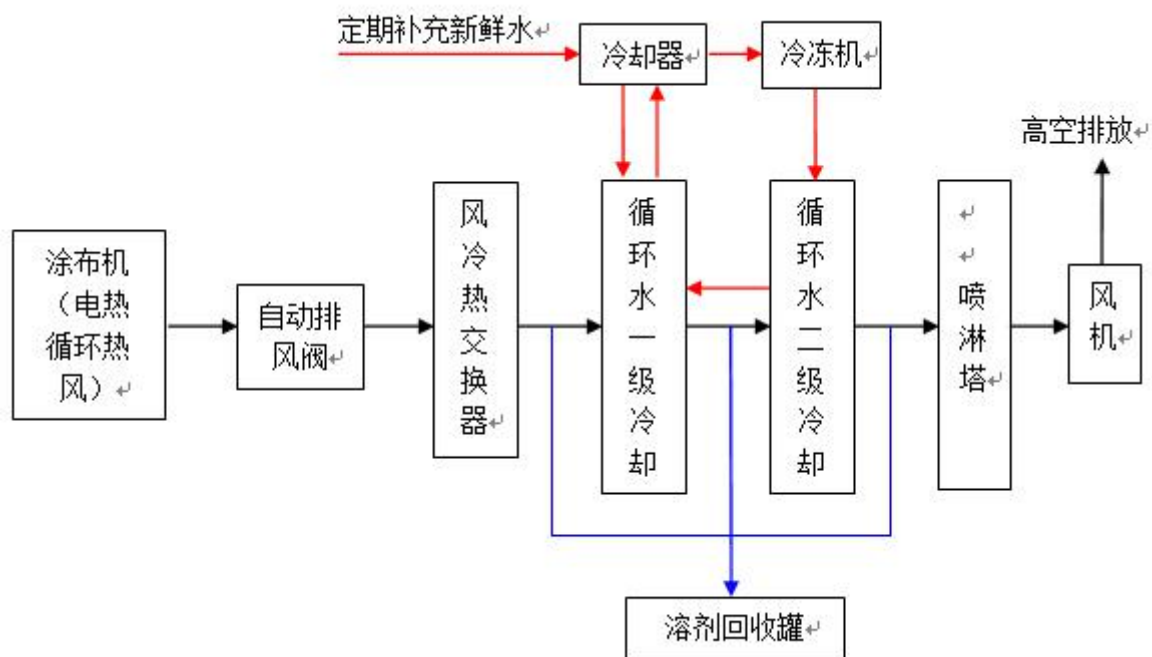 定期补充新鲜水
冷却器
冷冻机
高空排放
涂布机
（电热
循环热
风）
自动排
风阀
风冷热交换器
循环水一级冷却
循环水二级冷却
喷淋塔
风机
溶剂回收罐